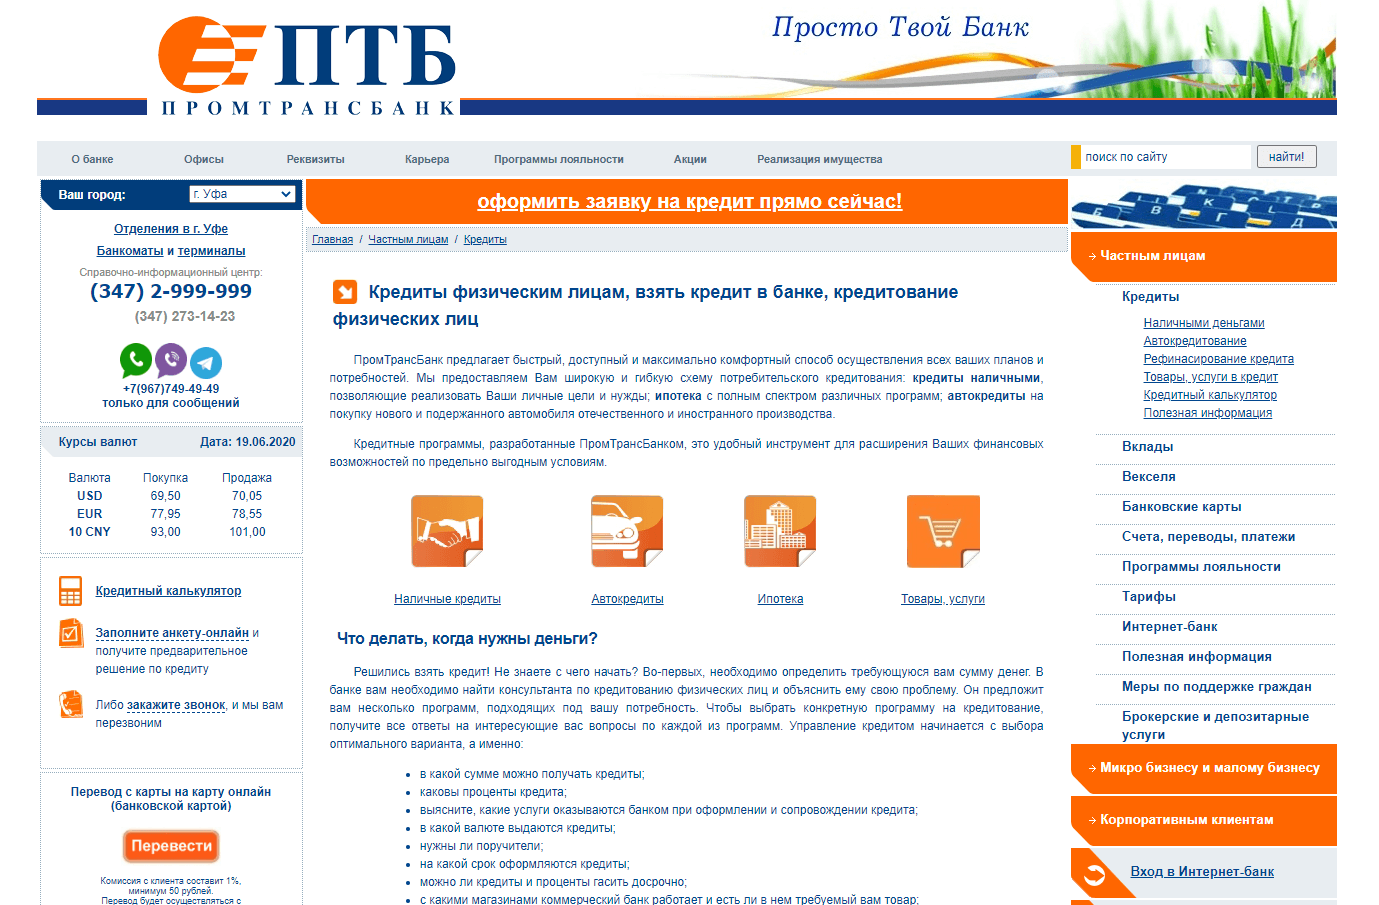 ПТБ
ПРОМТРАНСБАНК
Просто Твой Банк
О банке
Офисы
Реквизиты
Карьера
Программы лояльности
Акции
Реализация имущества
поиск по сайту
найти!
Ваш город:
г. Уфа
Отделения в г. Уфе
Банкоматы и терминалы
Справочно-информационный центр:
(347) 2-999-999
(347) 273-14-23
+7(967)749-49-49
только для сообщений
Курсы валют Дата: 19.06.2020
Валюта Покупка Продажа
USD 69,50 70,05
EUR 77,95 78,55
10 CNY 93,00 101,00
Кредитный калькулятор
Заполните анкету-онлайн и
получите предварительное
решение по кредиту
Либо закажите звонок, и мы вам
перезвоним
Перевод с карты на карту онлайн
(банковской картой)
Перевести
Комиссия с клиента составит 1%,
минимум 50 рублей.
Перевод будет осуществляться с
оформить заявку на кредит прямо сейчас!
Главная / Частным лицам / Кредиты
Кредиты физическим лицам, взять кредит в банке, кредитование
физических лиц
ПромТрансБанк предлагает быстрый, доступный и максимально комфортный способ осуществления всех ваших планов и
потребностей. Мы предоставляем Вам широкую и гибкую схему потребительского кредитования: кредиты наличными,
позволяющие реализовать Ваши личные цели и нужды; ипотека с полным спектром различных программ; автокредиты на
покупку нового и подержанного автомобиля отечественного и иностранного производства.
Кредитные программы, разработанные ПромТрансБанком, это удобный инструмент для расширения Ваших финансовых
возможностей по предельно выгодным условиям.
Наличные кредиты
Автокредиты
Ипотека
Товары, услуги
Что делать, когда нужны деньги?
Решились взять кредит! Не знаете с чего начать? Во-первых, необходимо определить требующуюся вам сумму денег. В
банке вам необходимо найти консультанта по кредитованию физических лиц и объяснить ему свою проблему. Он предложит
вам несколько программ, подходящих под вашу потребность. Чтобы выбрать конкретную программу на кредитование,
получите все ответы на интересующие вас вопросы по каждой из программ. Управление кредитом начинается с выбора
оптимального варианта, а именно:
в какой сумме можно получать кредиты;
каковы проценты кредита;
выясните, какие услуги оказываются банком при оформлении и сопровождении кредита;
в какой валюте выдаются кредиты;
нужны ли поручители;
на какой срок оформляются кредиты;
можно ли кредиты и проценты гасить досрочно;
с какими магазинами коммерческий банк работает и есть ли в нем требуемый вам товар;
Б В Г Д
Частным лицам
Кредиты
Наличными деньгами
Автокредитование
Рефинасирование кредита
Товары, услуги в кредит
Кредитный калькулятор
Полезная информация
Вклады
Векселя
Банковские карты
Счета, переводы, платежи
Программы лояльности
Тарифы
Интернет-банк
Полезная информация
Меры по поддержке граждан
Брокерские и депозитарные
услуги
Микро бизнесу и малому бизнесу
Корпоративным клиентам
Вход в Интернет-банк